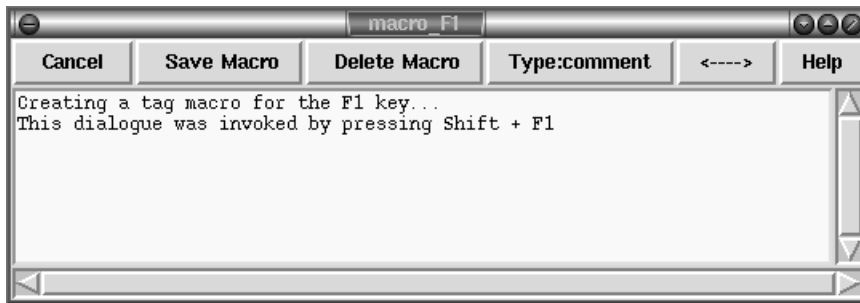 macro_F1
Cancel Save Macro Delete Macro Type:comment <----> Help
Creating a tag macro for the F1 key...
This dialogue was invoked by pressing Shift + F1